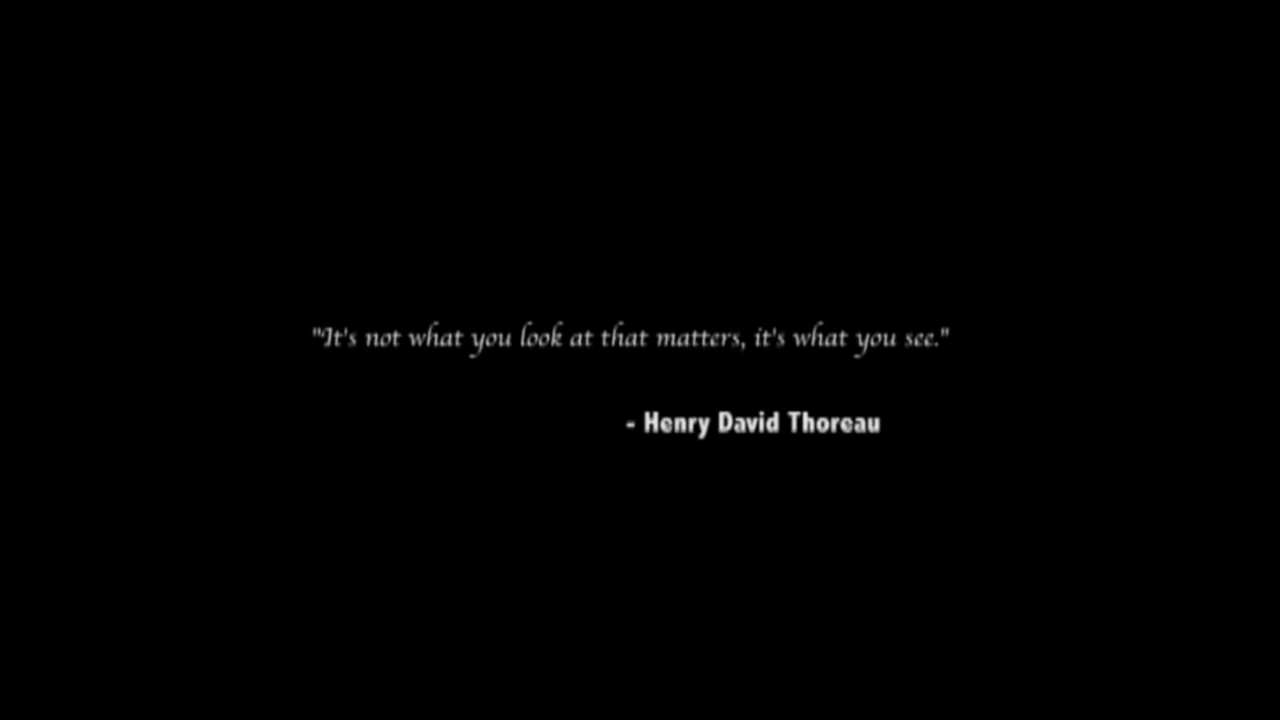 "It's not what you look at that matters, it's what you see."
- Henry David Thoreau